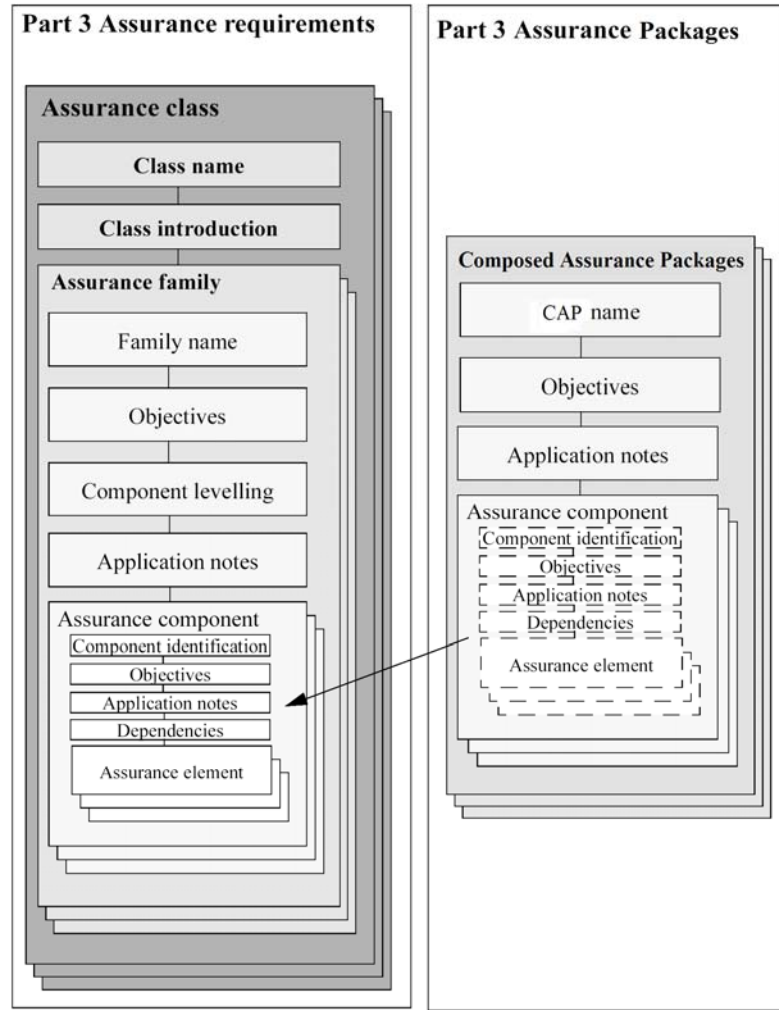 Part 3 Assurance requirements
Assurance class
Class name
Class introduction
Assurance family
Family name
Objectives
Component levelling
Application notes
Assurance component
Component identification
Objectives
Application notes
Dependencies
Assurance element
Part 3 Assurance Packages
Composed Assurance Packages
CAP name
Objectives
Application notes
Assurance component
Component identification
Objectives
Application notes
Dependencies
Assurance element